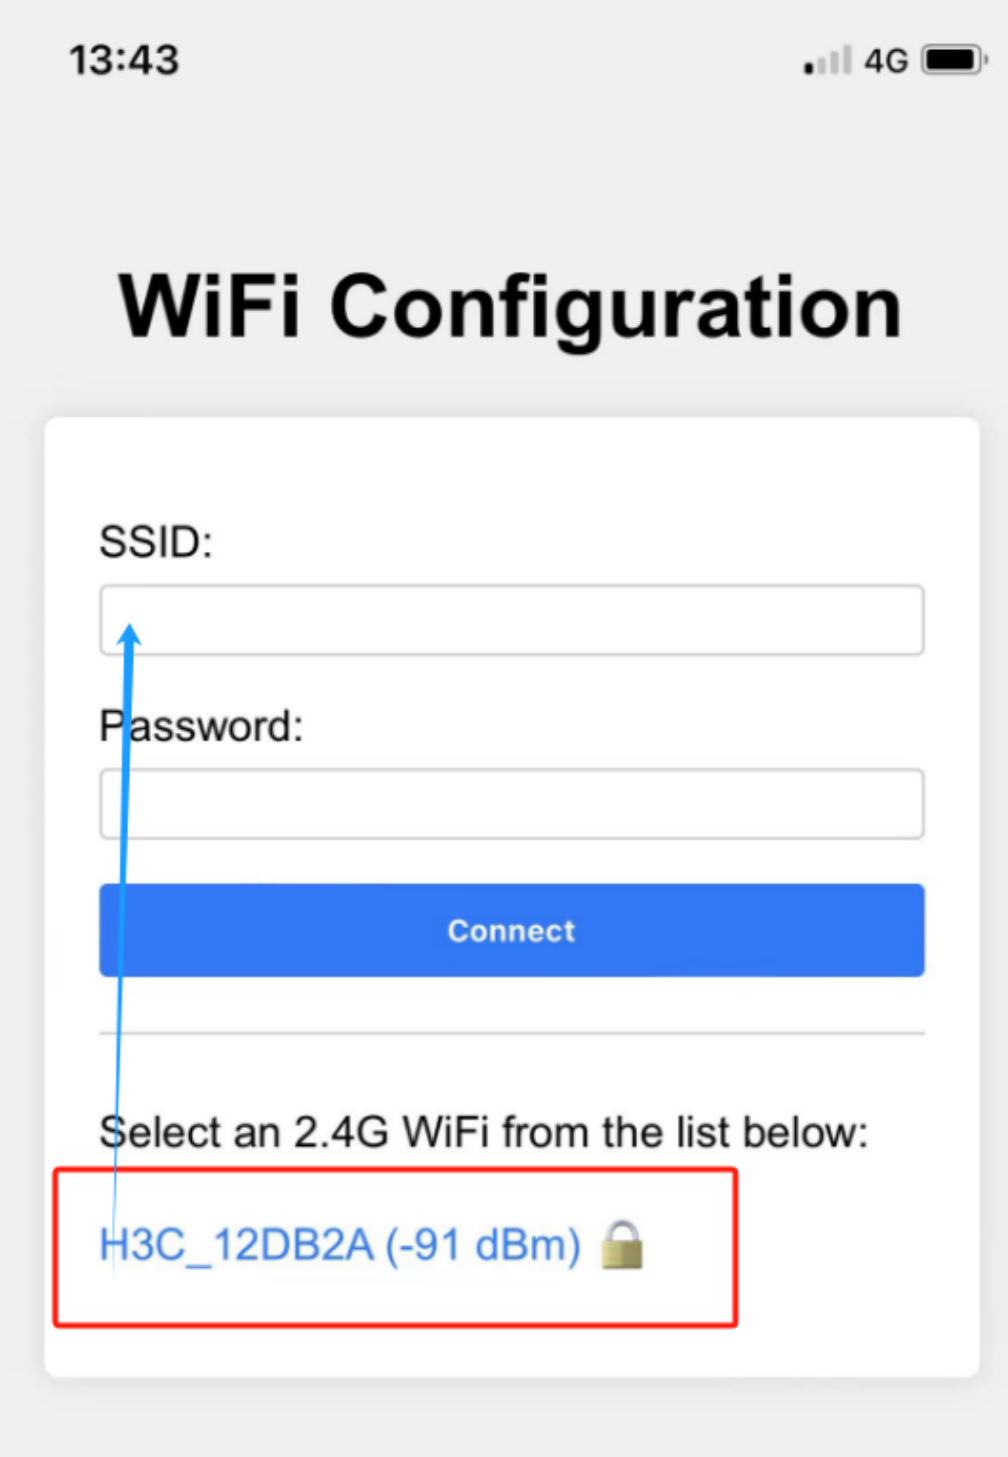 13:43
4G
WiFi Configuration
SSID:
Password:
Connect
Select an 2.4G WiFi from the list below:
H3C_12DB2A (-91 dBm)